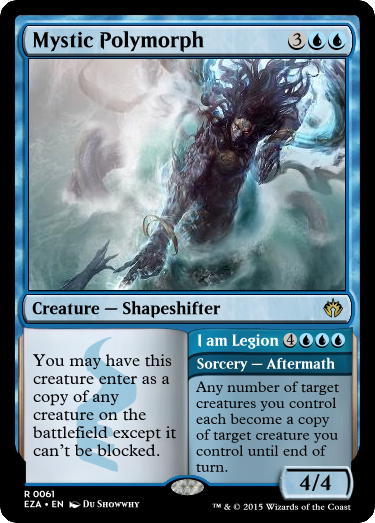 Mystic Polymorph 3
Creature — Shapeshifter
You may have this
creature enter as a
copy of any
creature on the
battlefield except it
can't be blocked.
I am Legion 4
Sorcery — Aftermath
Any number of target
creatures you control
each become a copy
of target creature you
control until end of
turn.
4/4
R 0061
EZA • EN Du Showwhy
™ & © 2015 Wizards of the Coast